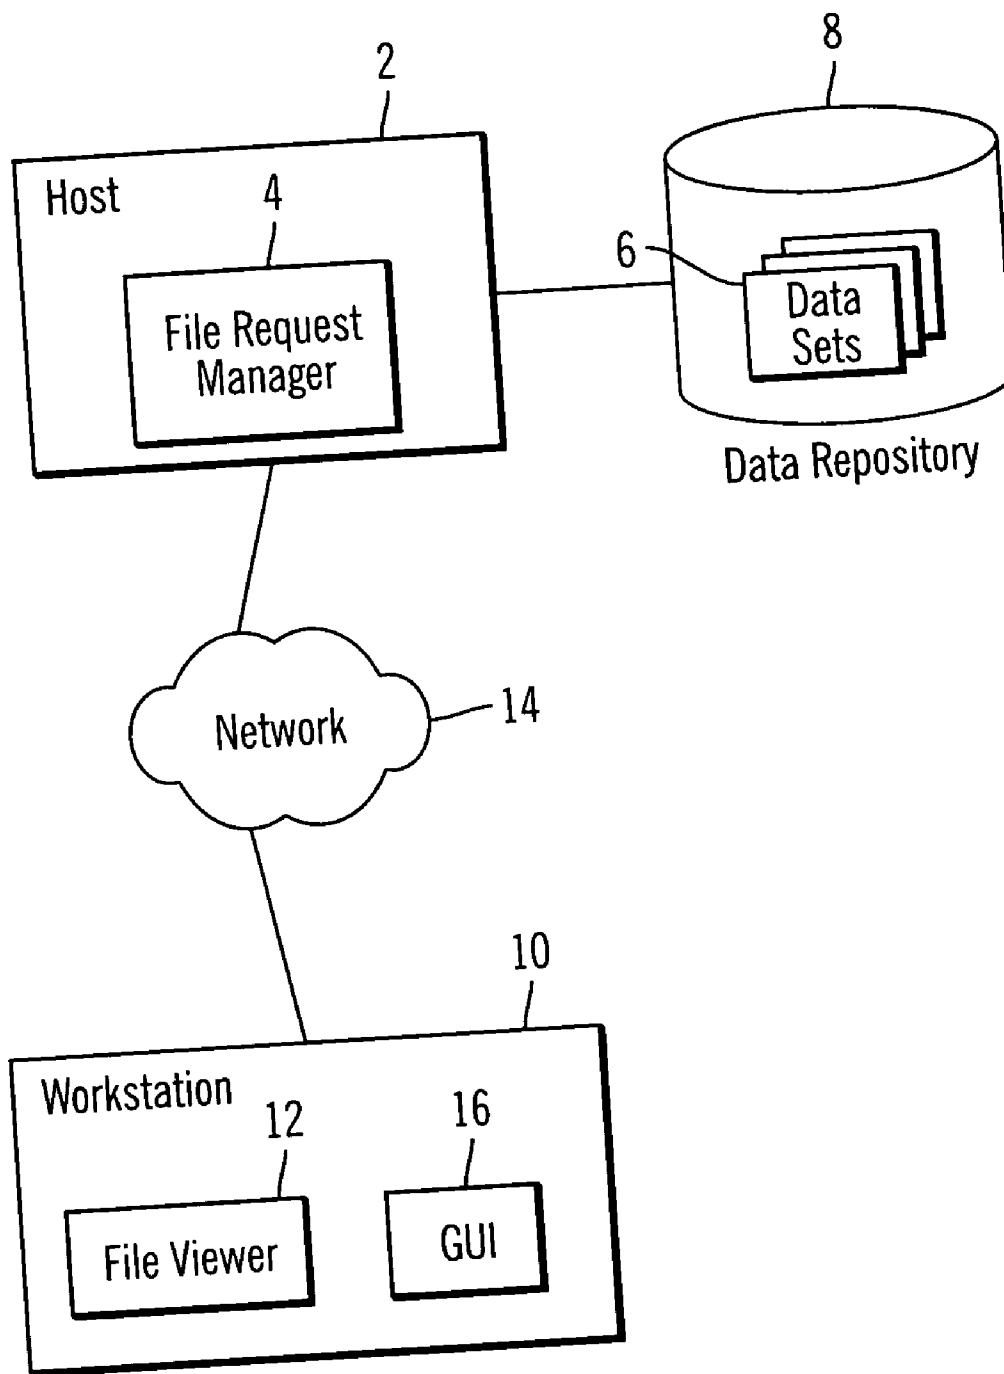 2
8
Host
4
File Request
Manager
6
Data
Sets
Data Repository
Network
14
10
Workstation
12
16
File Viewer
GUI